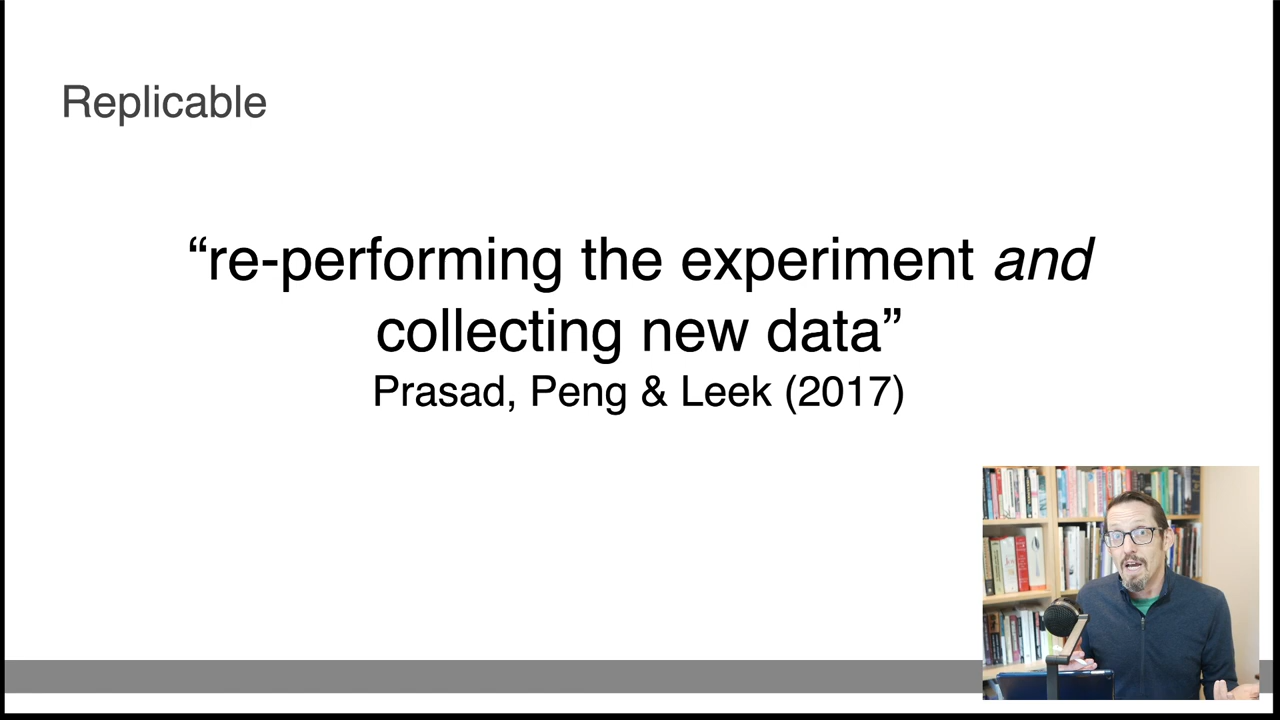 Replicable
“re-performing the experiment and
collecting new data”
Prasad, Peng & Leek (2017)